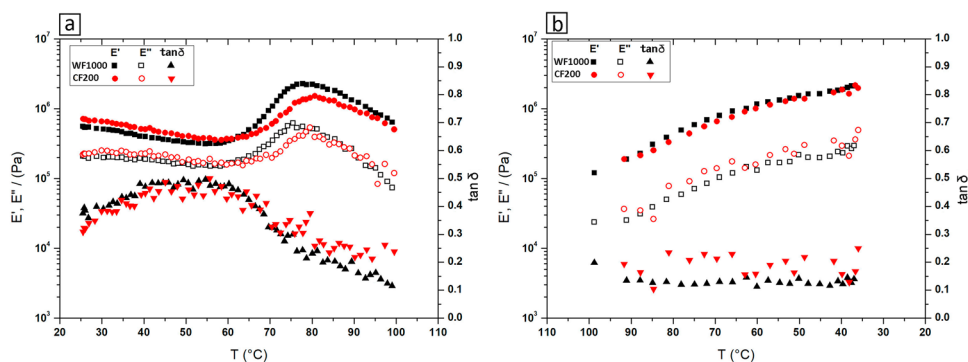 a
E' E" tanδ
WF1000
CF200
10⁷
10⁶
10⁵
10⁴
10³
E', E" / (Pa)
1.0
0.9
0.8
0.7
0.6
0.5
0.4
0.3
0.2
0.1
0.0
tan δ
20 30 40 50 60 70 80 90 100 110
T (°C)
b
E' E" tanδ
WF1000
CF200
10⁷
10⁶
10⁵
10⁴
10³
E', E" / (Pa)
1.0
0.9
0.8
0.7
0.6
0.5
0.4
0.3
0.2
0.1
0.0
tan δ
110 100 90 80 70 60 50 40 30 20
T (°C)